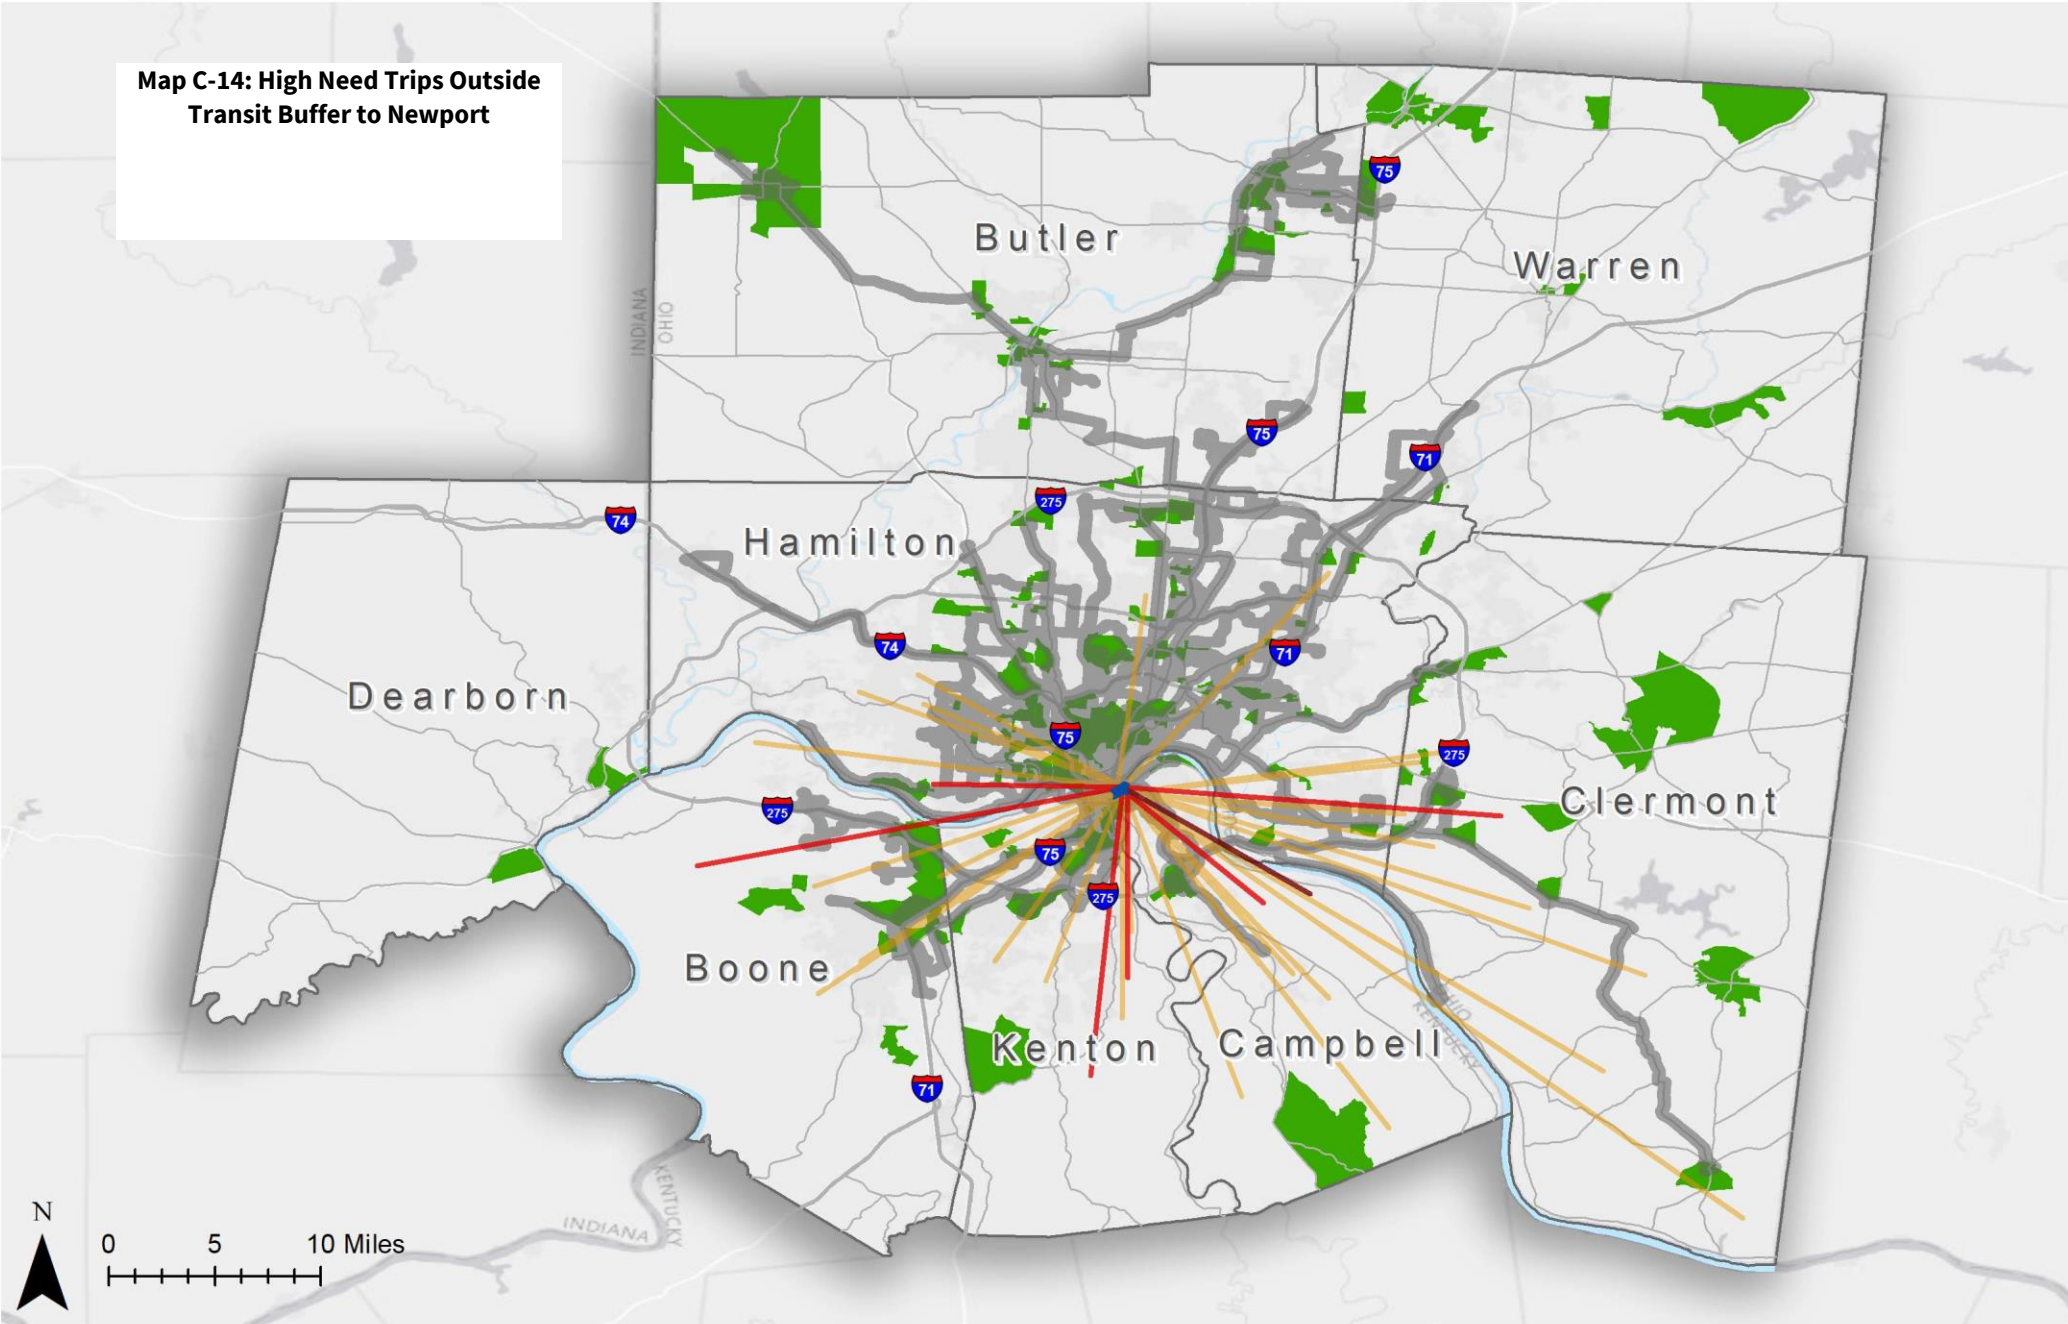 Map C-14: High Need Trips Outside
Transit Buffer to Newport
75
Butler
Warren
INDIANA
OHIO
75
71
275
74
Hamilton
74
71
Dearborn
75
275
275
Clermont
75
275
Boone
OHIO
KENTUCKY
Kenton
Campbell
71
KENTUCKY
INDIANA
N
0 5 10 Miles